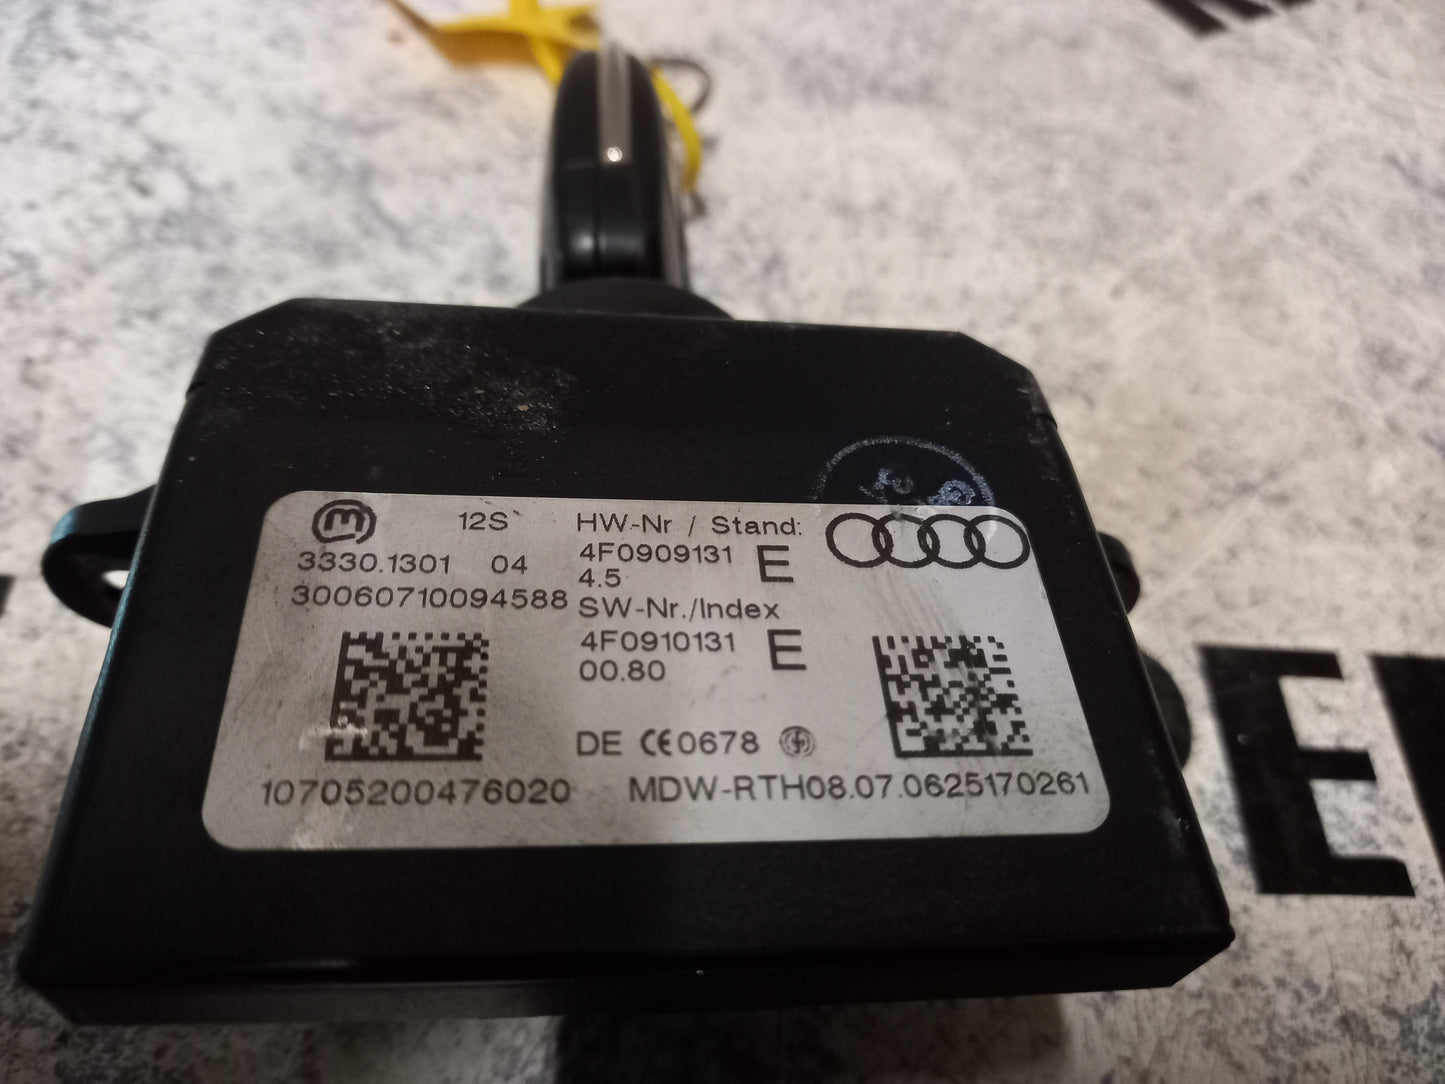 12S
HW-Nr / Stand:
3330.1301 04
4F0909131 E
4.5
30060710094588
SW-Nr./Index
4F0910131 E
00.80
DE CE0678
10705200476020
MDW-RTH08.07.0625170261